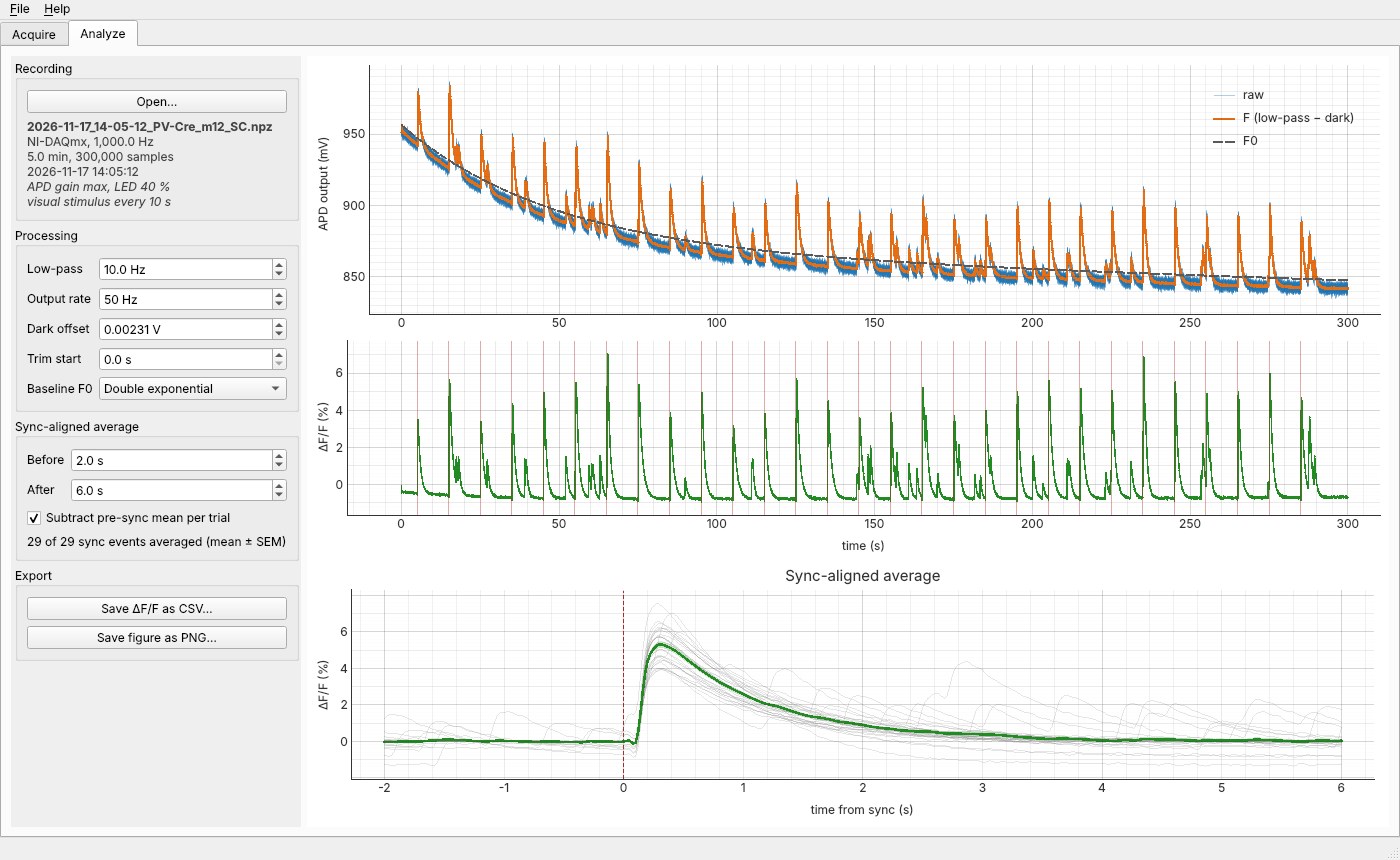 File Help
Acquire Analyze
Recording
Open...
2026-11-17_14-05-12_PV-Cre_m12_SC.npz
NI-DAQmx, 1,000.0 Hz
5.0 min, 300,000 samples
2026-11-17 14:05:12
APD gain max, LED 40 %
visual stimulus every 10 s
Processing
Low-pass 10.0 Hz
Output rate 50 Hz
Dark offset 0.00231 V
Trim start 0.0 s
Baseline F0 Double exponential
Sync-aligned average
Before 2.0 s
After 6.0 s
Subtract pre-sync mean per trial
29 of 29 sync events averaged (mean ± SEM)
Export
Save ΔF/F as CSV...
Save figure as PNG...
APD output (mV)
950
900
850
0 50 100 150 200 250 300
raw
F (low-pass − dark)
F0
ΔF/F (%)
6
4
2
0
0 50 100 150 200 250 300
time (s)
Sync-aligned average
ΔF/F (%)
6
4
2
0
-2 -1 0 1 2 3 4 5 6
time from sync (s)